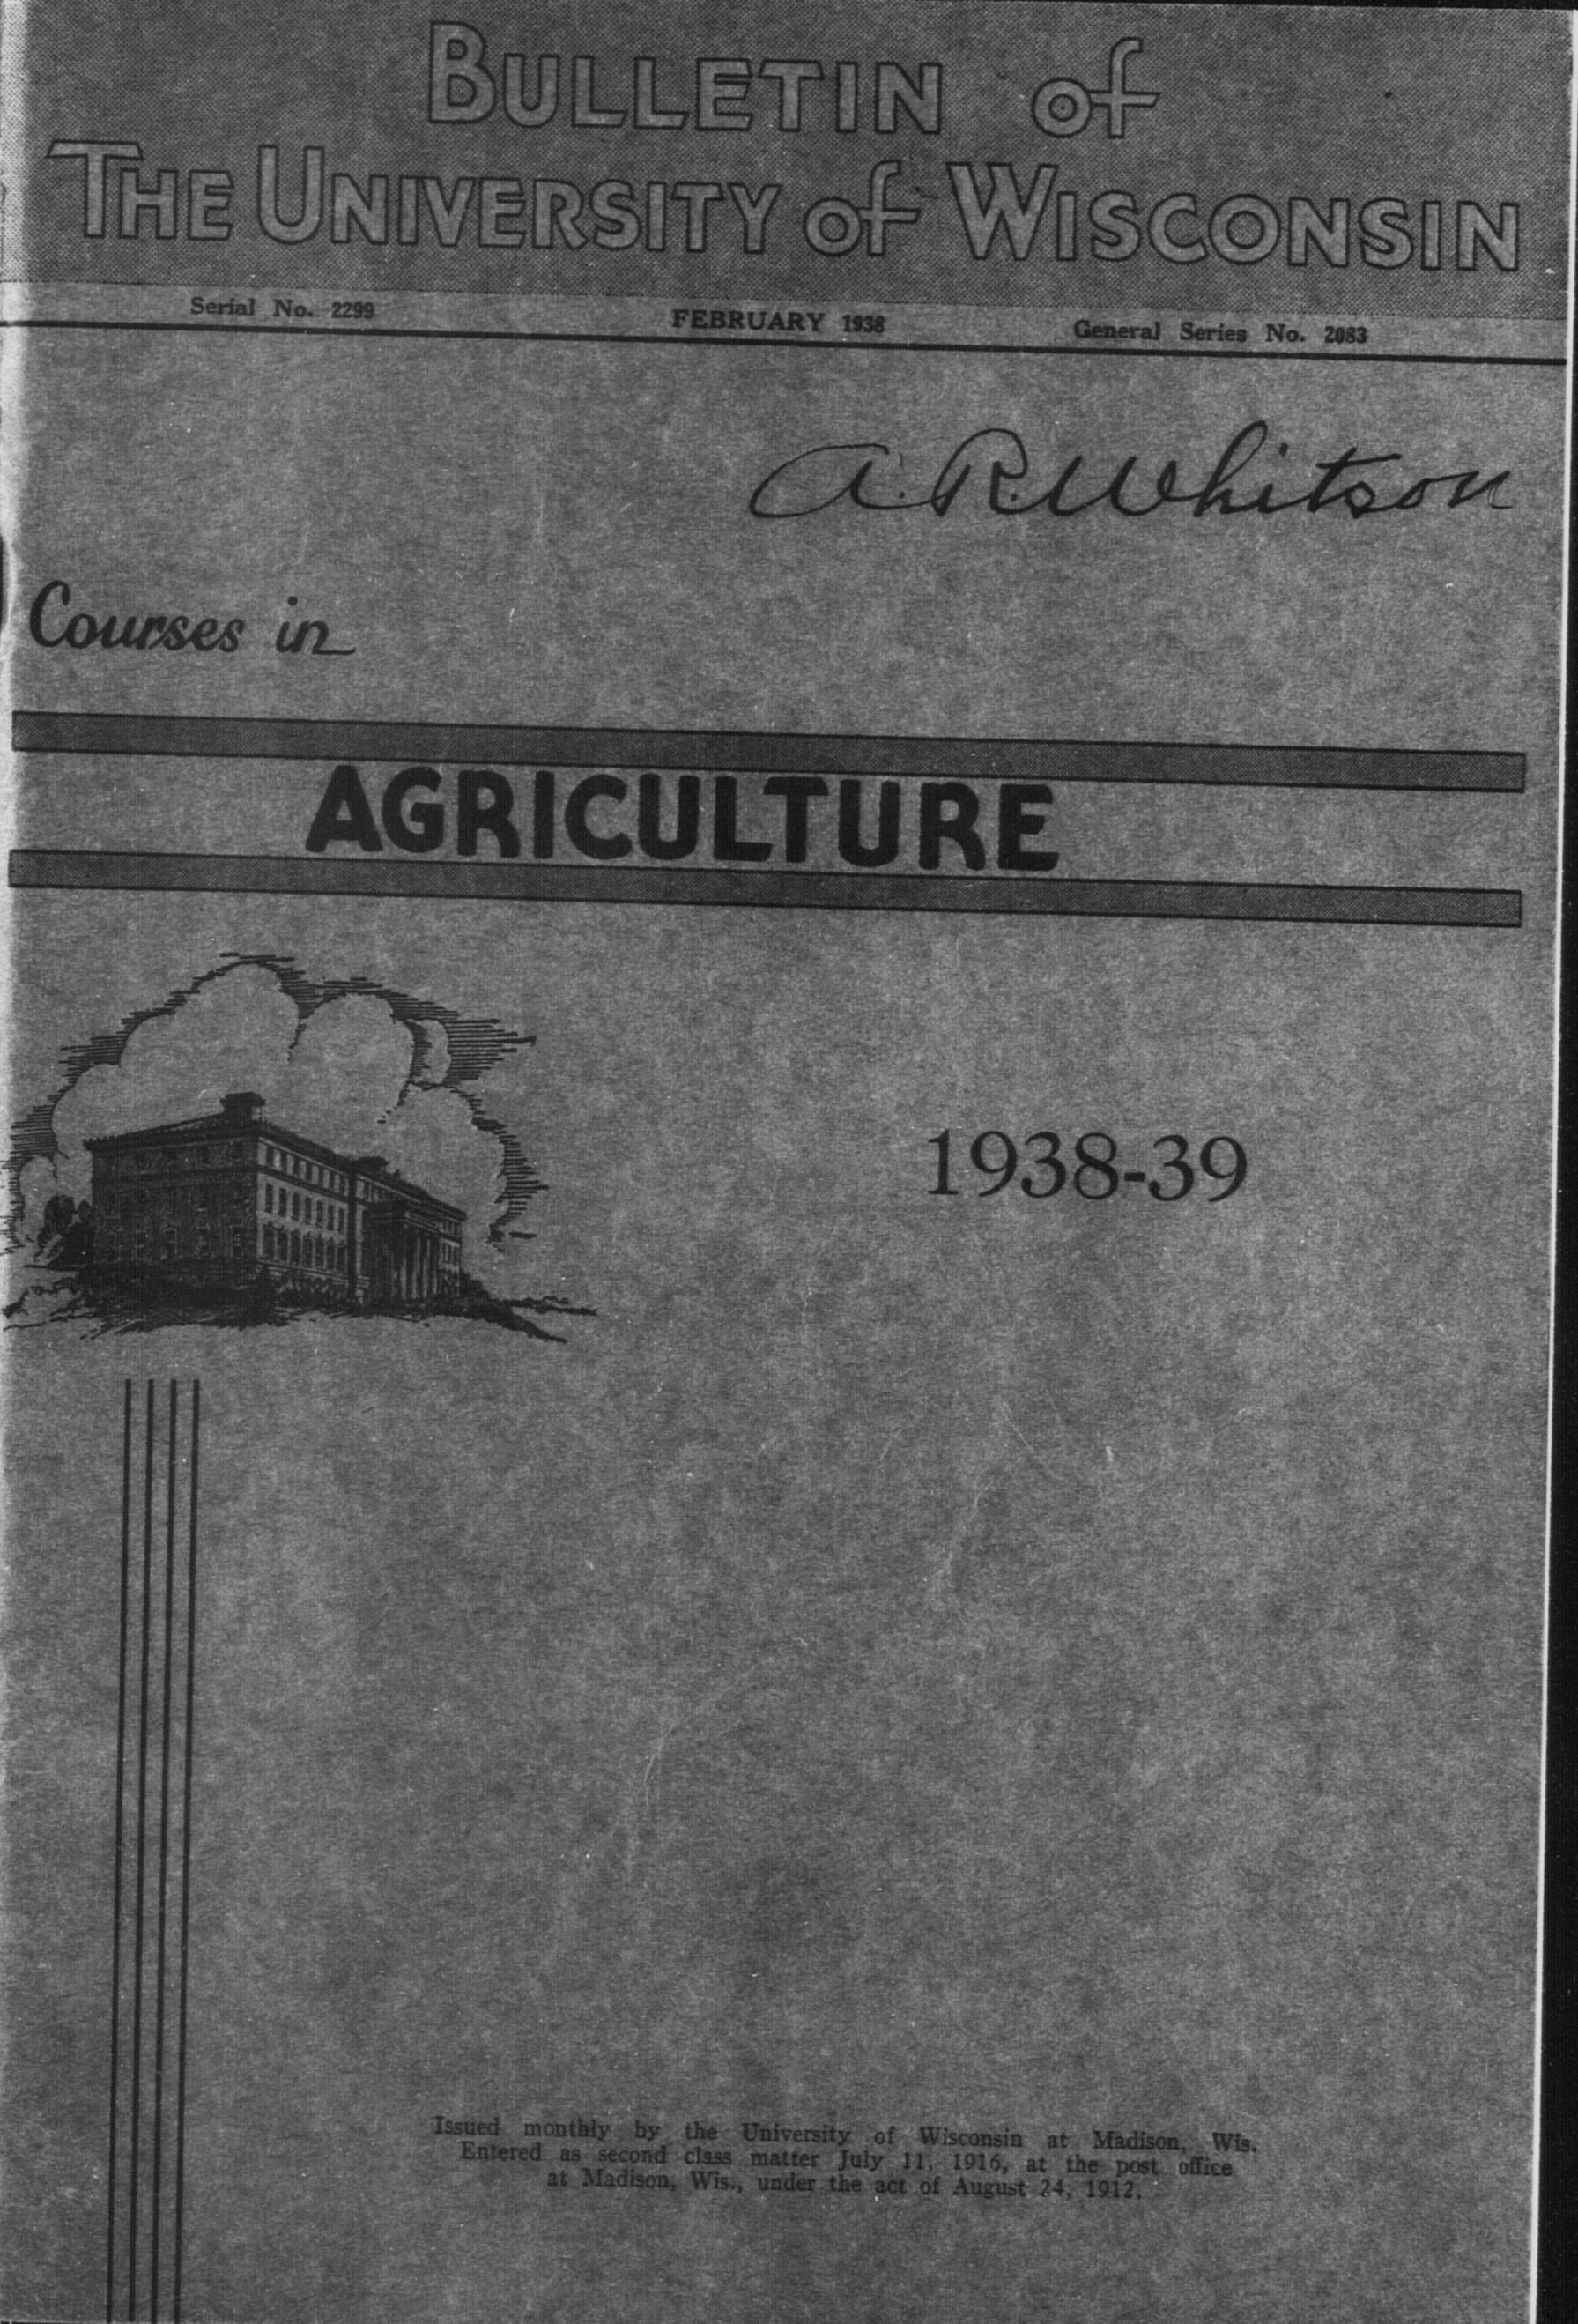 BULLETIN of
THE UNIVERSITY of WISCONSIN
Serial No. 2299 FEBRUARY 1938 General Series No. 2083
A. R. Whitson
Courses in
AGRICULTURE
1938-39
Issued monthly by the University of Wisconsin at Madison, Wis.
Entered as second class matter July 11, 1916, at the post office
at Madison, Wis., under the act of August 24, 1912.